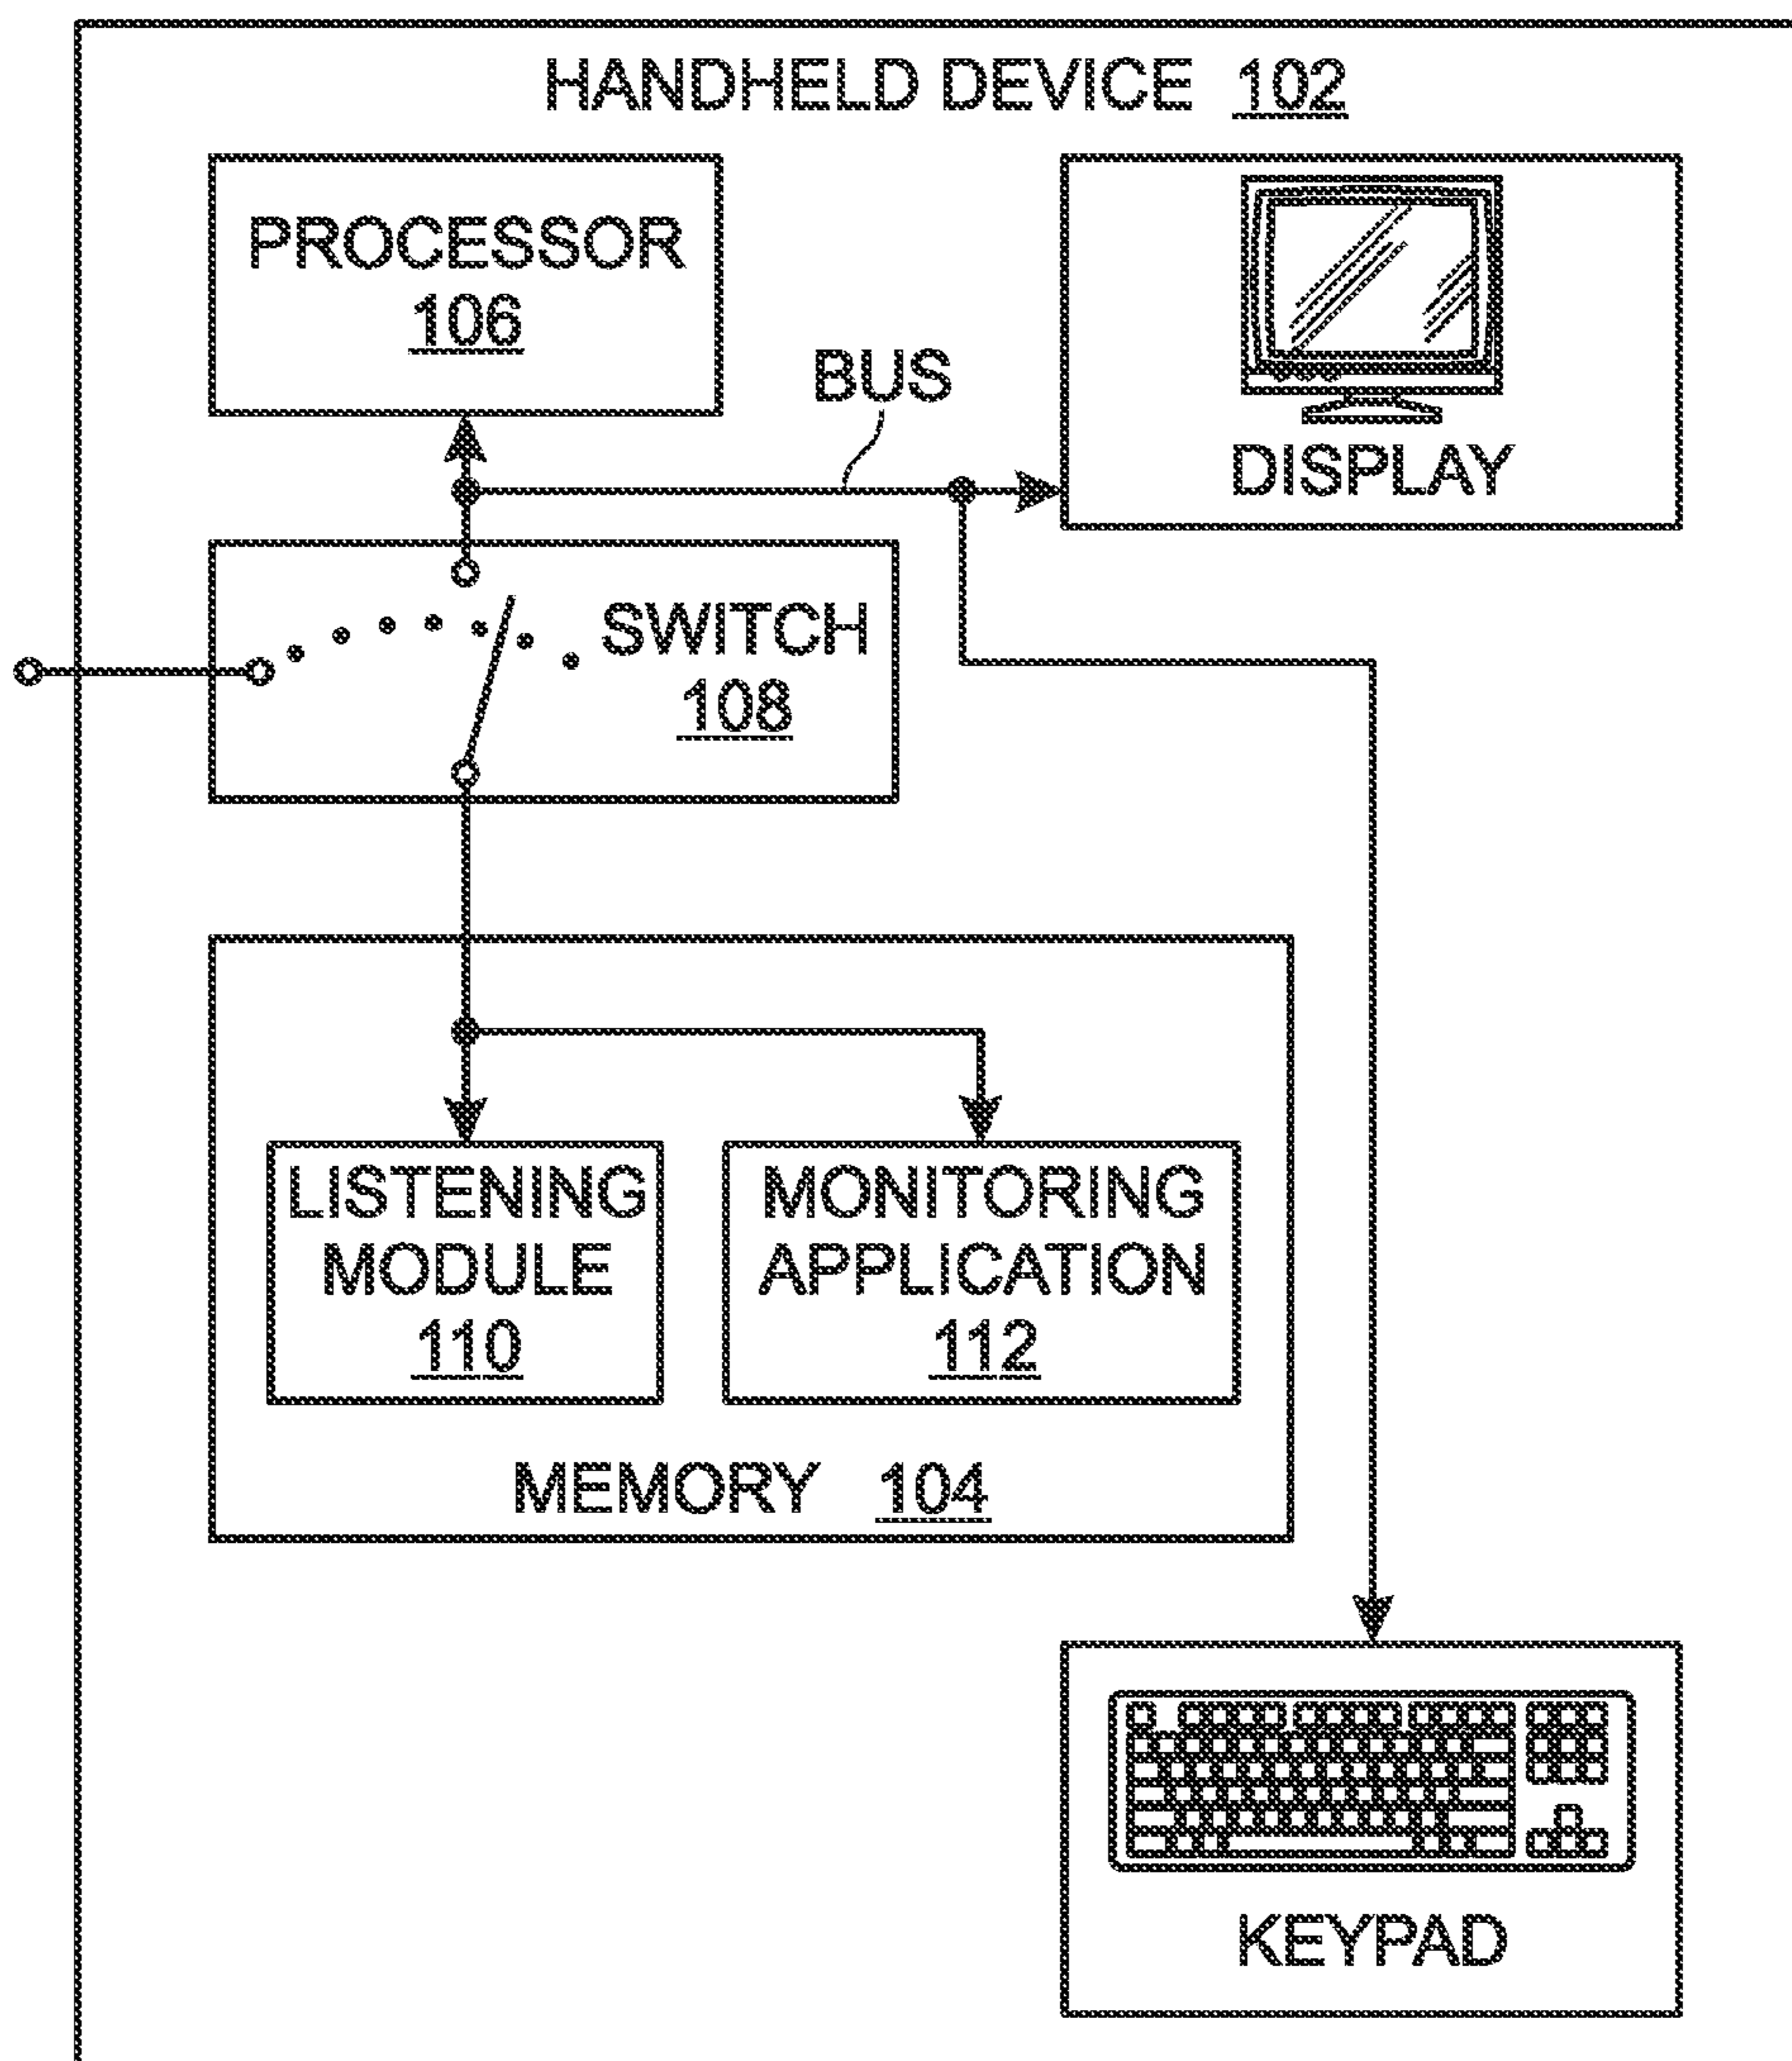 HANDHELD DEVICE 102
PROCESSOR
106
BUS
DISPLAY
SWITCH
108
LISTENING
MODULE
110
MONITORING
APPLICATION
112
MEMORY 104
KEYPAD